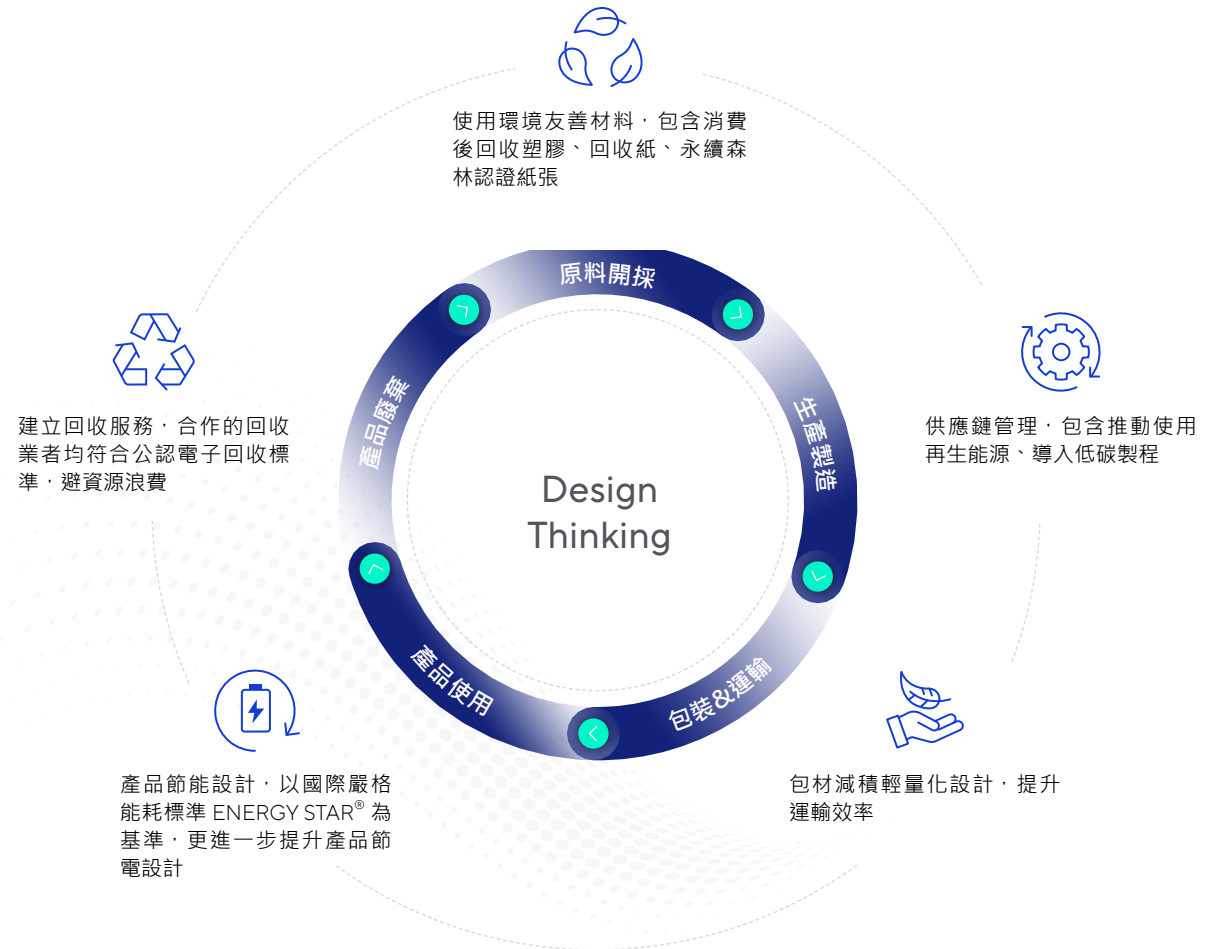 使用環境友善材料，包含消費
後回收塑膠、回收紙、永續森
林認證紙張
原料開採
產品廢棄
生產製造
建立回收服務，合作的回收
業者均符合公認電子回收標
準，避資源浪費
供應鏈管理，包含推動使用
再生能源、導入低碳製程
Design
Thinking
產品使用
包裝&運輸
產品節能設計，以國際嚴格
能耗標準 ENERGY STAR® 為
基準，更進一步提升產品節
電設計
包材減積輕量化設計，提升
運輸效率